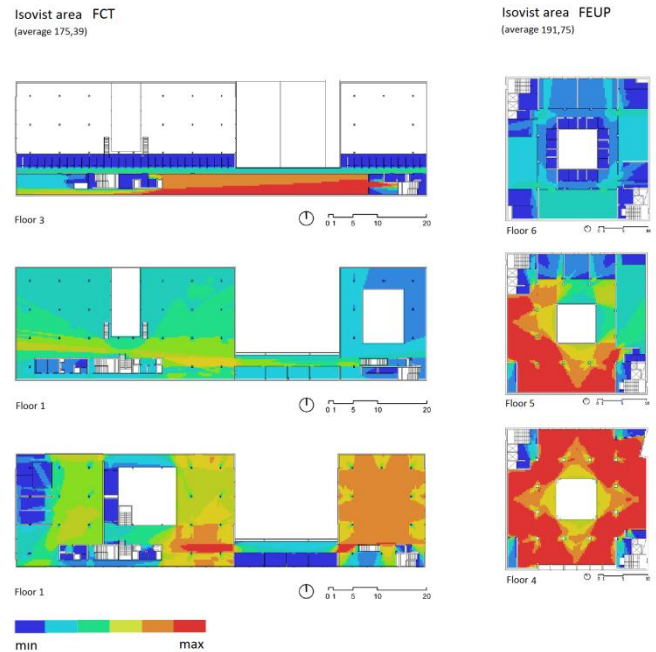 Isovist area FCT
(average 175,39)
Isovist area FEUP
(average 191,75)
Floor 3
0 1 5 10 20
Floor 6
Floor 1
0 1 5 10 20
Floor 5
Floor 1
0 1 5 10 20
Floor 4
min max